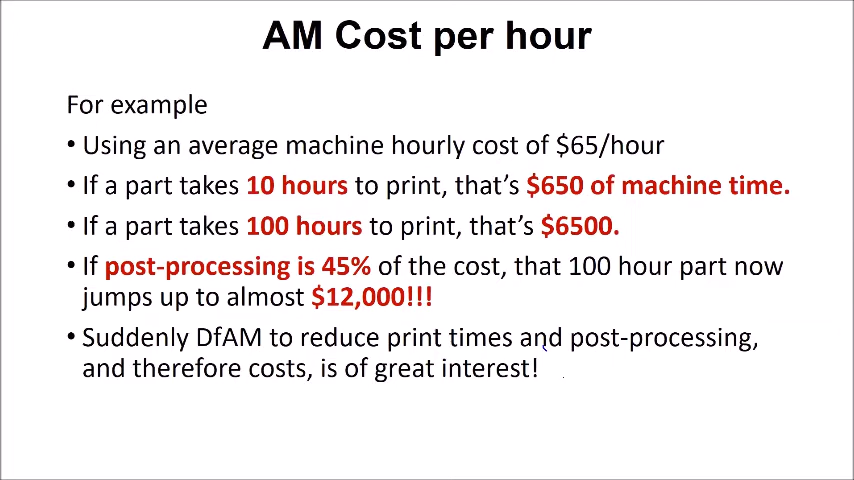 AM Cost per hour
For example
• Using an average machine hourly cost of $65/hour
• If a part takes 10 hours to print, that's $650 of machine time.
• If a part takes 100 hours to print, that's $6500.
• If post-processing is 45% of the cost, that 100 hour part now
jumps up to almost $12,000!!!
• Suddenly DfAM to reduce print times and post-processing,
and therefore costs, is of great interest!